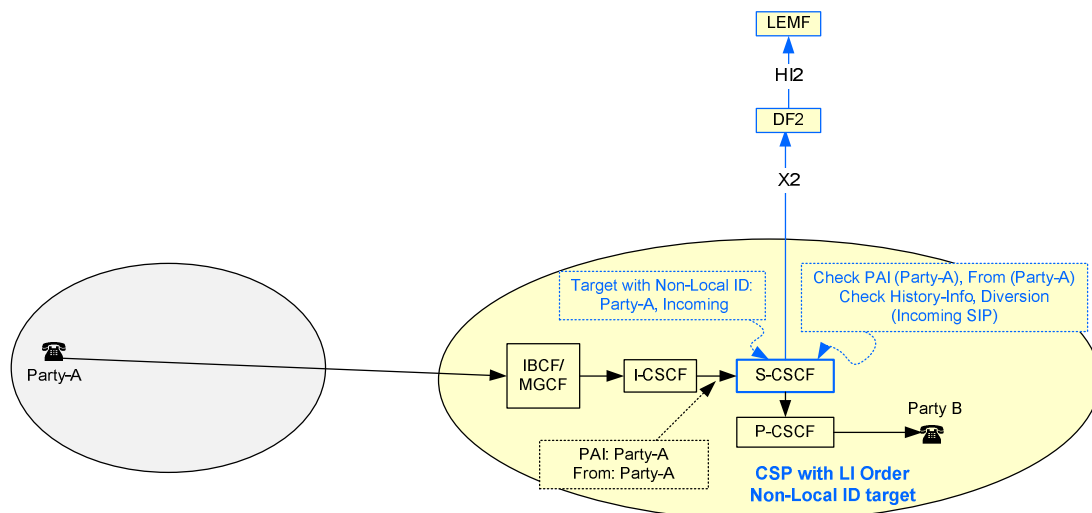 LEMF
HI2
DF2
X2
Target with Non-Local ID:
Party-A, Incoming
Check PAI (Party-A), From (Party-A)
Check History-Info, Diversion
(Incoming SIP)
Party-A
IBCF/
MGCF
I-CSCF
S-CSCF
Party B
P-CSCF
PAI: Party-A
From: Party-A
CSP with LI Order
Non-Local ID target